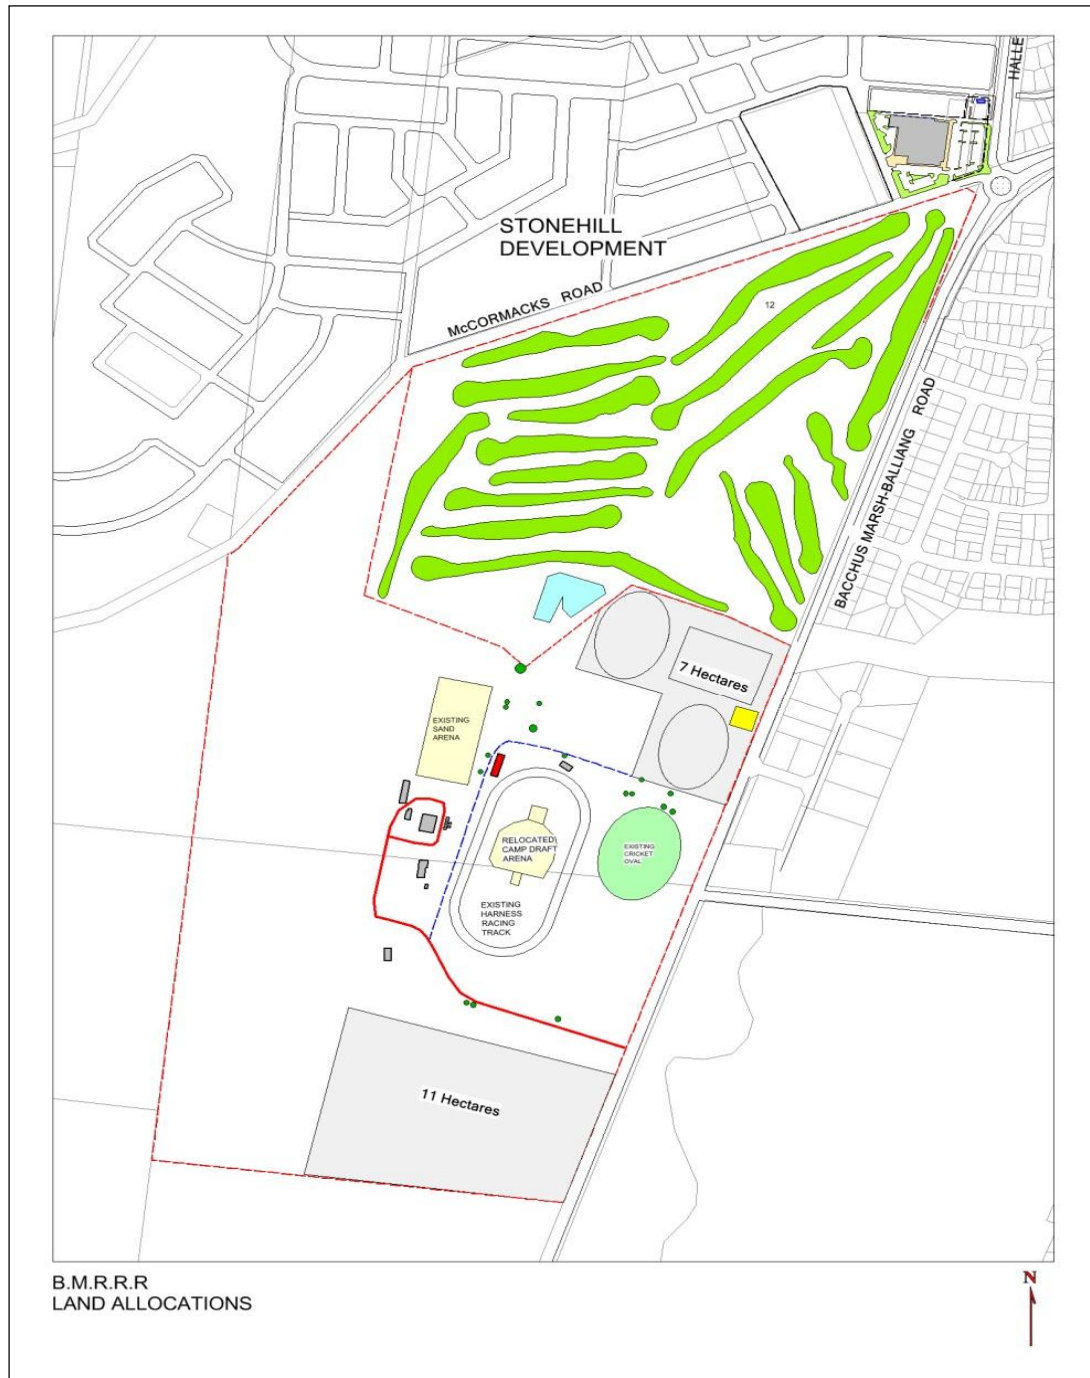 HALLE
STONEHILL
DEVELOPMENT
McCORMACKS ROAD
12
BACCHUS MARSH-BALLIANG ROAD
7 Hectares
EXISTING
SAND
ARENA
RELOCATED
CAMP DRAFT
ARENA
EXISTING
CRICKET
OVAL
EXISTING
HARNESS
RACING
TRACK
11 Hectares
B.M.R.R.R
LAND ALLOCATIONS
N